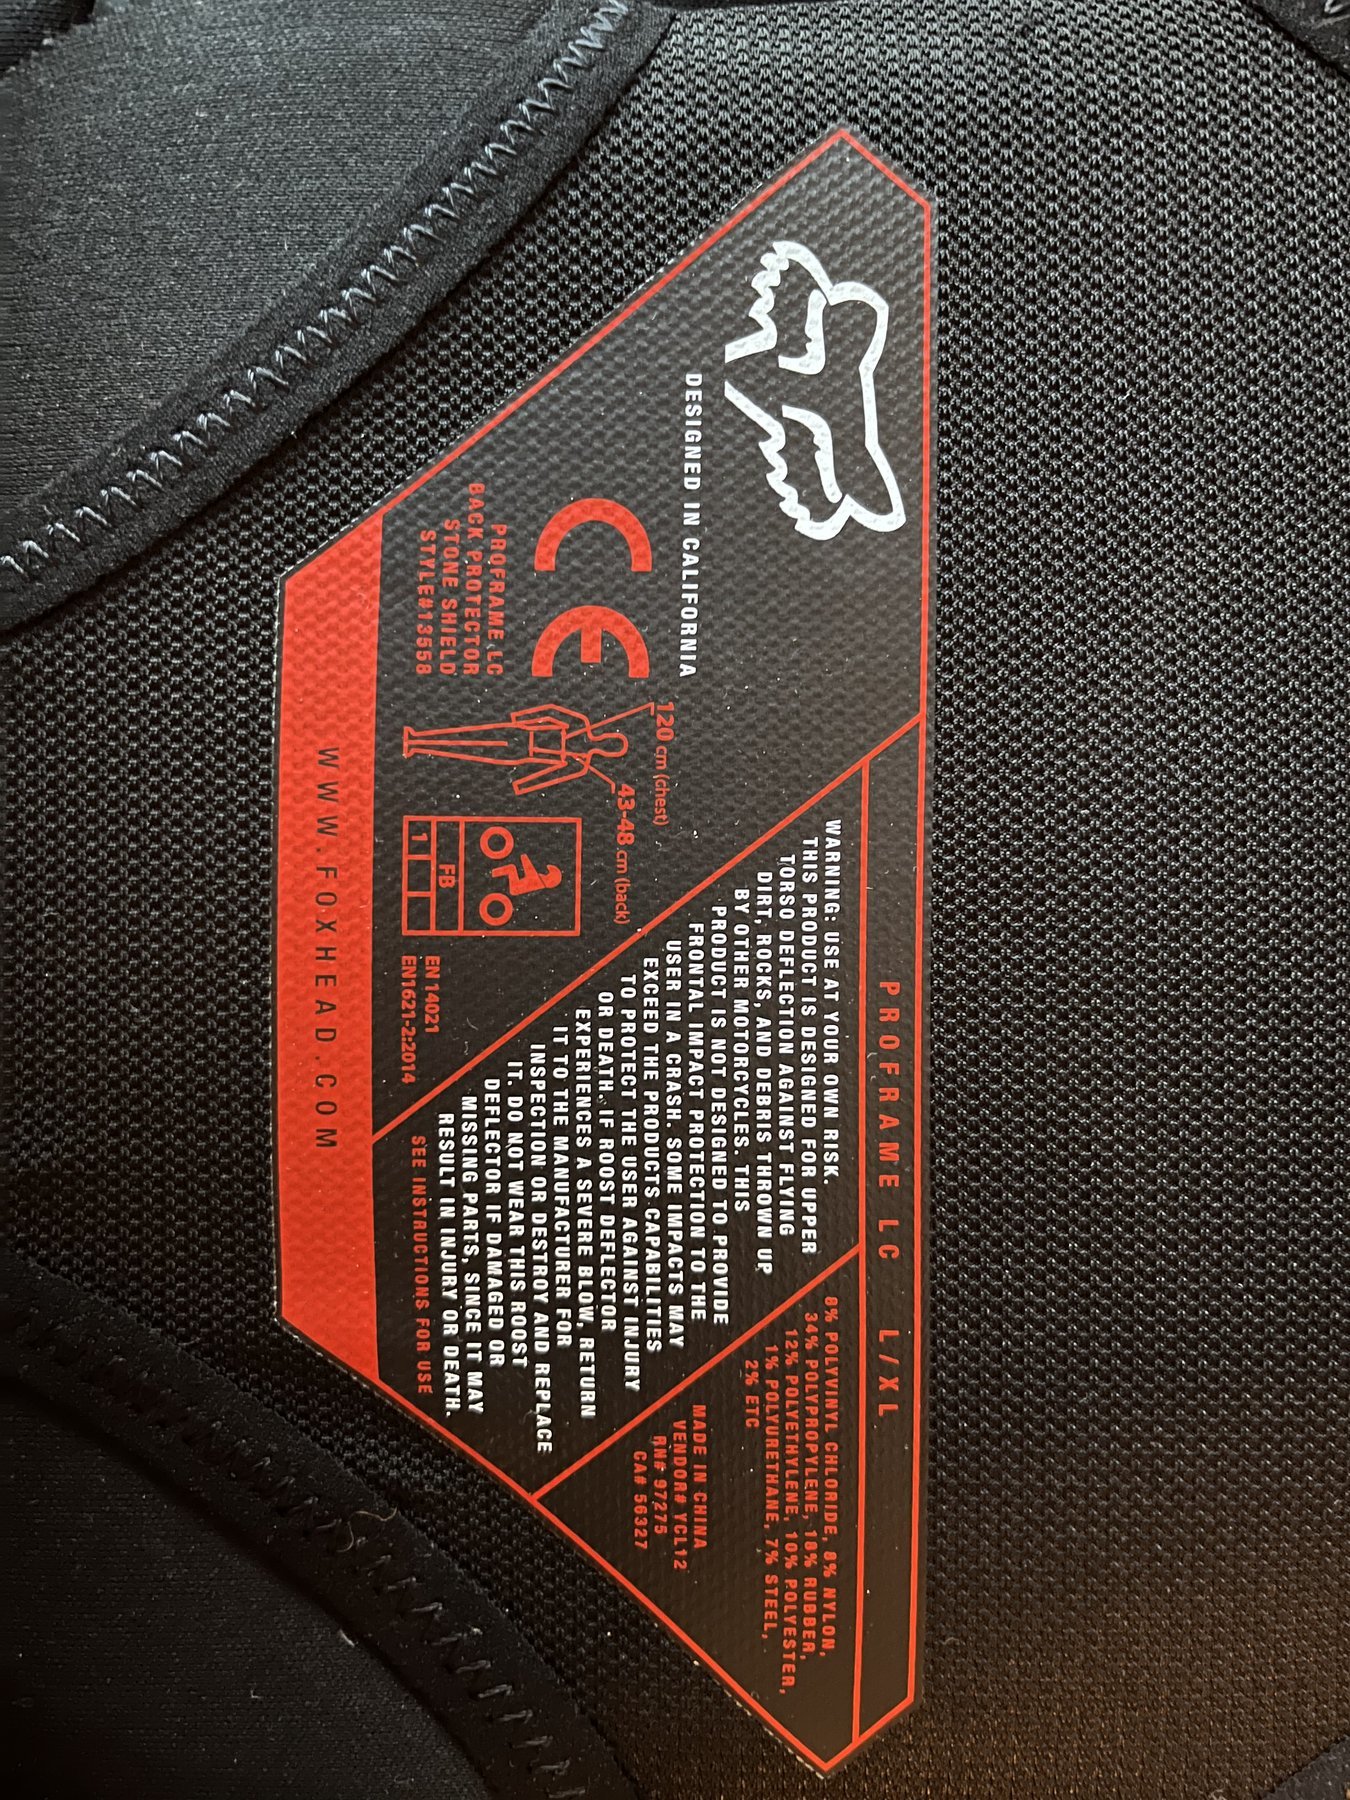 DESIGNED IN CALIFORNIA
CE
PROFRAME LC
BACK PROTECTOR
STONE SHIELD
STYLE#13558
120 cm (chest)
43-48 cm (back)
FB
1
EN 14021
EN1621-2:2014
WWW.FOXHEAD.COM
PROFRAME LC L/XL
WARNING: USE AT YOUR OWN RISK.
THIS PRODUCT IS DESIGNED FOR UPPER
TORSO DEFLECTION AGAINST FLYING
DIRT, ROCKS, AND DEBRIS THROWN UP
BY OTHER MOTORCYCLES. THIS
PRODUCT IS NOT DESIGNED TO PROVIDE
FRONTAL IMPACT PROTECTION TO THE
USER IN A CRASH. SOME IMPACTS MAY
EXCEED THE PRODUCTS CAPABILITIES
TO PROTECT THE USER AGAINST INJURY
OR DEATH. IF ROOST DEFLECTOR
EXPERIENCES A SEVERE BLOW, RETURN
IT TO THE MANUFACTURER FOR
INSPECTION OR DESTROY AND REPLACE
IT. DO NOT WEAR THIS ROOST
DEFLECTOR IF DAMAGED OR
MISSING PARTS, SINCE IT MAY
RESULT IN INJURY OR DEATH.
SEE INSTRUCTIONS FOR USE
8% POLYVINYL CHLORIDE, 8% NYLON,
34% POLYPROPYLENE, 18% RUBBER,
12% POLYETHYLENE, 10% POLYESTER,
1% POLYURETHANE, 7% STEEL,
2% ETC
MADE IN CHINA
VENDOR# YCL12
RN# 97275
CA# 56327